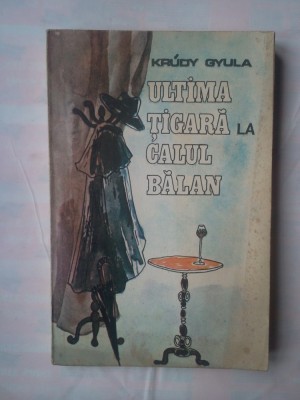 KRÚDY GYULA
ULTIMA
ȚIGARĂ LA
CALUL
BĂLAN